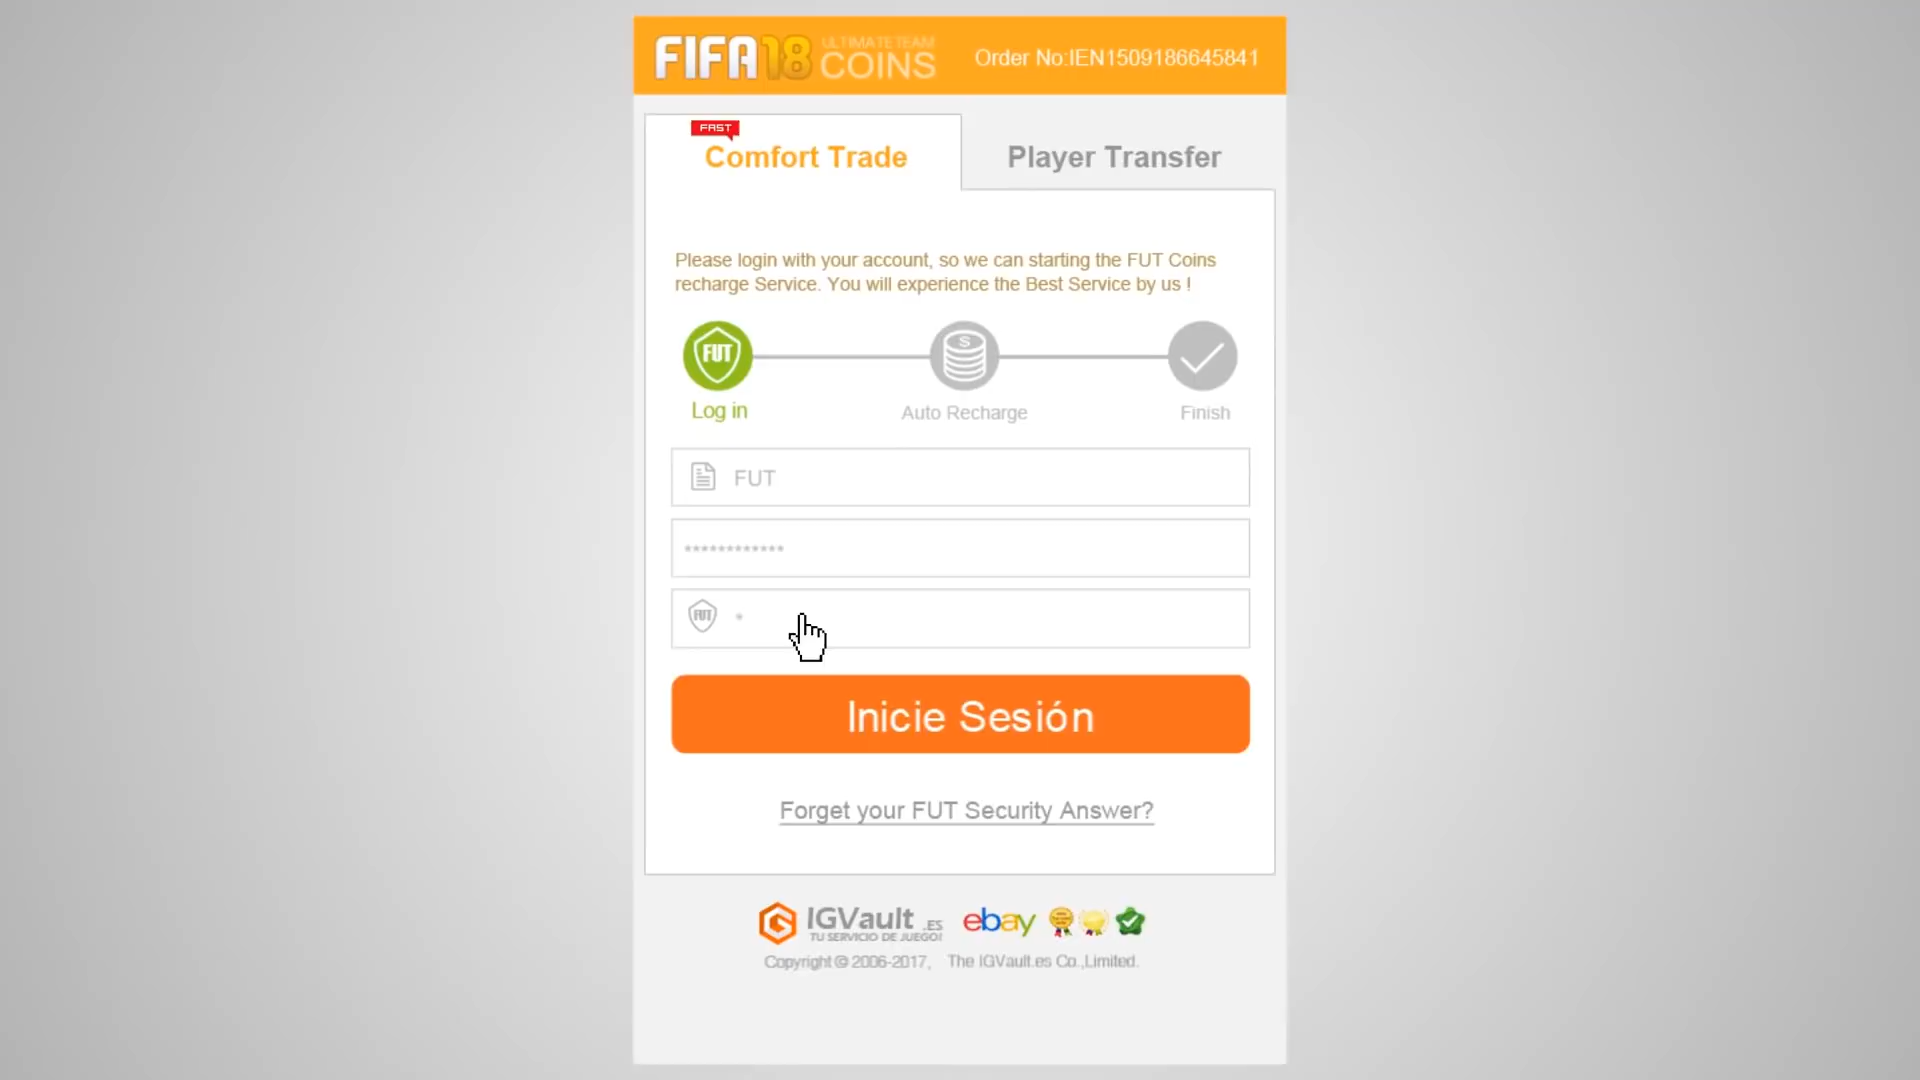 FIFA18 ULTIMATE TEAM COINS
Order No:IEN1509186645841
FAST
Comfort Trade
Player Transfer
Please login with your account, so we can starting the FUT Coins
recharge Service. You will experience the Best Service by us !
FUT
$
Log in
Auto Recharge
Finish
FUT
************
FUT *
Inicie Sesión
Forget your FUT Security Answer?
IGVault.ES
TU SERVICIO DE JUEGO!
ebay
Copyright © 2006-2017, The IGVault.es Co.,Limited.